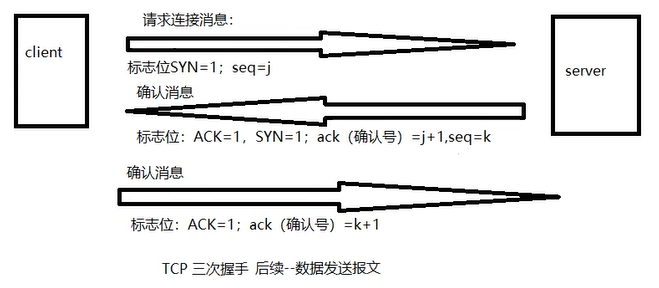 请求连接消息：
client
server
标志位SYN=1；seq=j
确认消息
标志位：ACK=1，SYN=1；ack（确认号）=j+1,seq=k
确认消息
标志位：ACK=1；ack（确认号）=k+1
TCP 三次握手 后续--数据发送报文